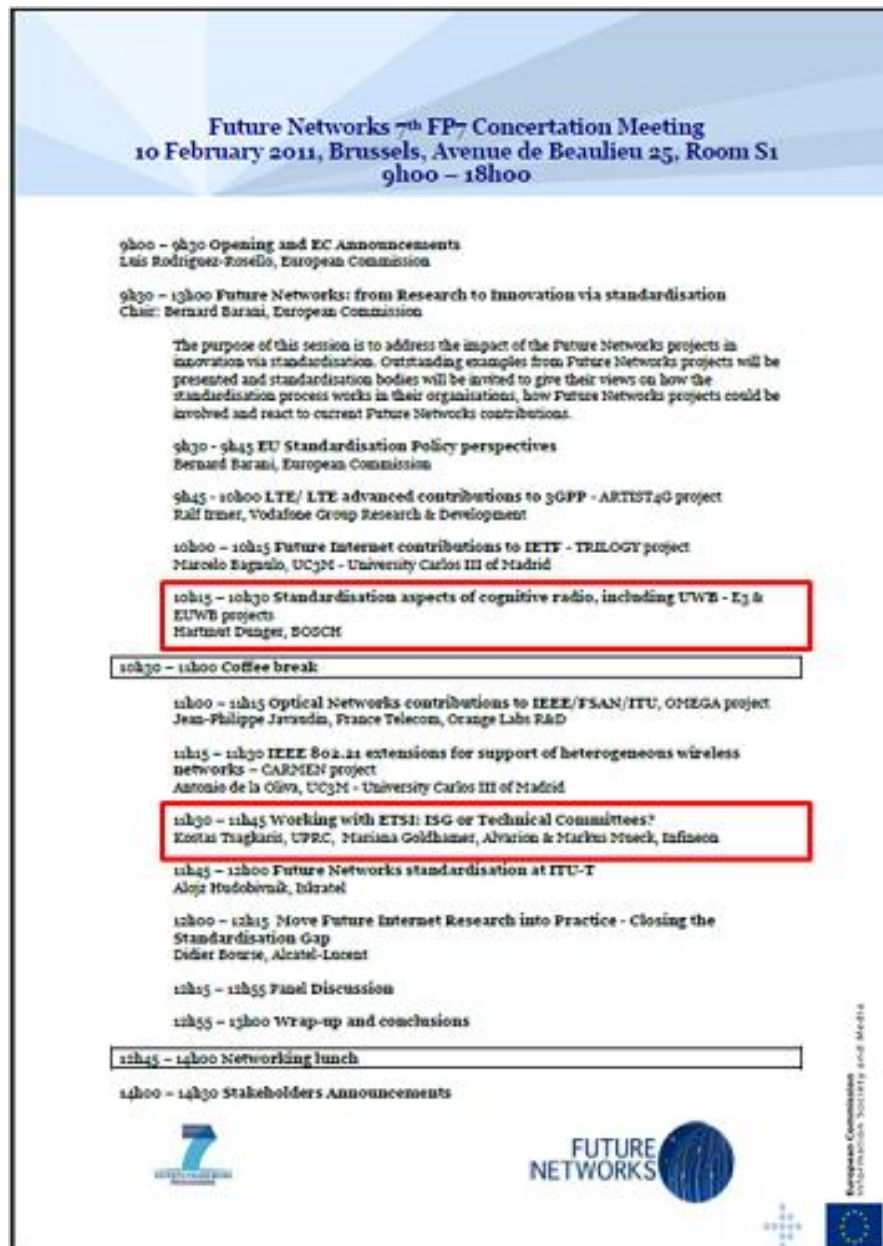 Future Networks 7th FP7 Concertation Meeting
10 February 2011, Brussels, Avenue de Beaulieu 25, Room S1
9h00 – 18h00
9h00 – 9h30 Opening and EC Announcements
Luis Rodriguez-Rosello, European Commission
9h30 – 13h00 Future Networks: from Research to Innovation via standardisation
Chair: Bernard Barani, European Commission
The purpose of this session is to address the impact of the Future Networks projects in
innovation via standardisation. Outstanding examples from Future Networks projects will be
presented and standardisation bodies will be invited to give their views on how the
standardisation process works in their organisations, how Future Networks projects could be
involved and react to current Future Networks contributions.
9h30 - 9h45 EU Standardisation Policy perspectives
Bernard Barani, European Commission
9h45 - 10h00 LTE/ LTE advanced contributions to 3GPP - ARTIST4G project
Ralf Irmer, Vodafone Group Research & Development
10h00 – 10h15 Future Internet contributions to IETF - TRILOGY project
Marcelo Bagnulo, UC3M - University Carlos III of Madrid
10h15 – 10h30 Standardisation aspects of cognitive radio, including UWB - E3 &
EUWB projects
Hartmut Dunger, BOSCH
10h30 – 11h00 Coffee break
11h00 – 11h15 Optical Networks contributions to IEEE/FSAN/ITU, OMEGA project
Jean-Philippe Javaudin, France Telecom, Orange Labs R&D
11h15 – 11h30 IEEE 802.21 extensions for support of heterogeneous wireless
networks – CARMEN project
Antonio de la Oliva, UC3M - University Carlos III of Madrid
11h30 – 11h45 Working with ETSI: ISG or Technical Committees?
Kostas Tsagkaris, UPRC, Mariana Goldhamer, Alvarion & Markus Mueck, Infineon
11h45 – 12h00 Future Networks standardisation at ITU-T
Alojz Hudobivnik, Iskratel
12h00 – 12h15 Move Future Internet Research into Practice - Closing the
Standardisation Gap
Didier Bourse, Alcatel-Lucent
12h15 – 12h55 Panel Discussion
12h55 – 13h00 Wrap-up and conclusions
12h45 – 14h00 Networking lunch
14h00 – 14h30 Stakeholders Announcements
7
FUTURE
NETWORKS
European Commission
Information Society and Media